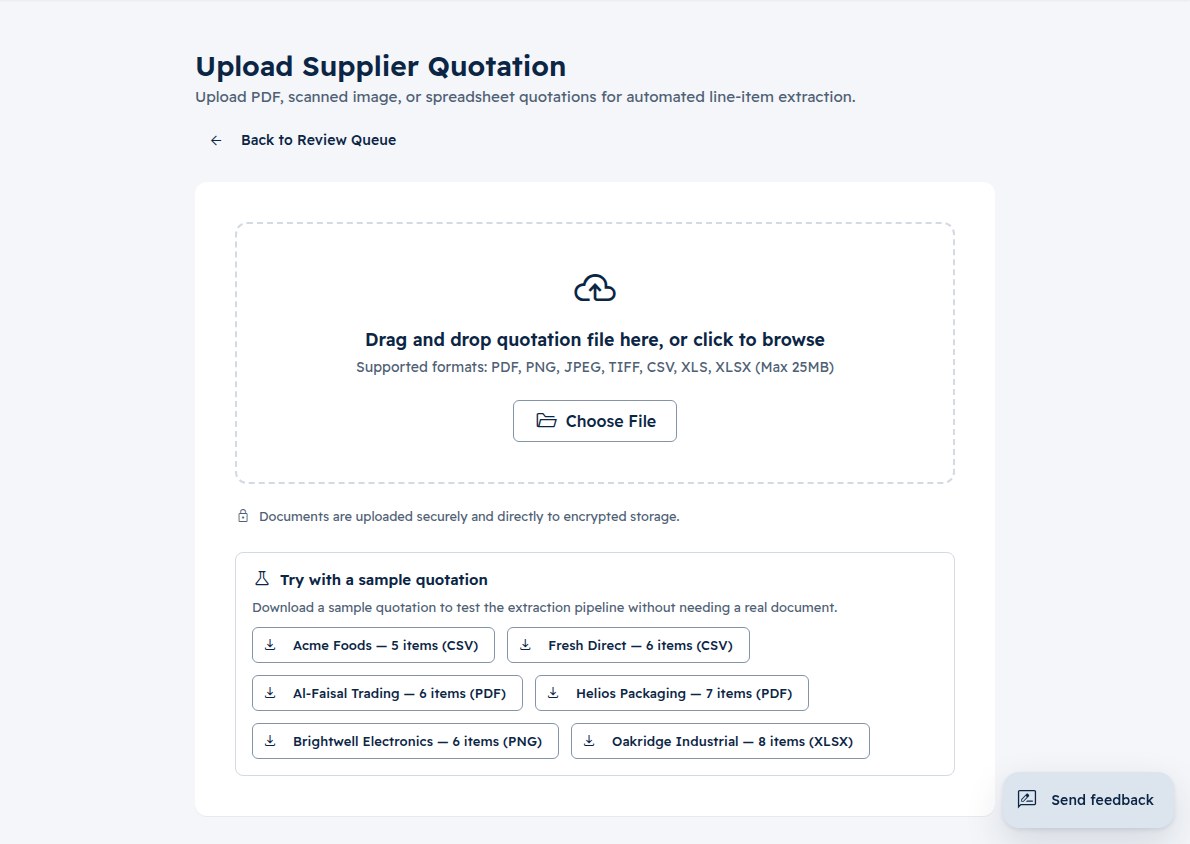 Upload Supplier Quotation
Upload PDF, scanned image, or spreadsheet quotations for automated line-item extraction.
Back to Review Queue
Drag and drop quotation file here, or click to browse
Supported formats: PDF, PNG, JPEG, TIFF, CSV, XLS, XLSX (Max 25MB)
Choose File
Documents are uploaded securely and directly to encrypted storage.
Try with a sample quotation
Download a sample quotation to test the extraction pipeline without needing a real document.
Acme Foods — 5 items (CSV)
Fresh Direct — 6 items (CSV)
Al-Faisal Trading — 6 items (PDF)
Helios Packaging — 7 items (PDF)
Brightwell Electronics — 6 items (PNG)
Oakridge Industrial — 8 items (XLSX)
Send feedback